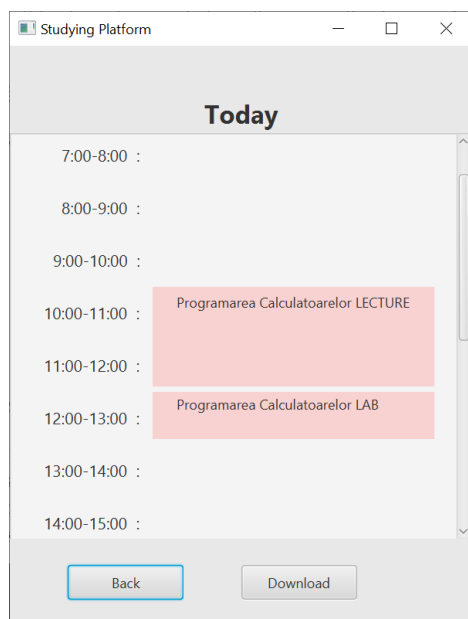 Studying Platform
Today
7:00-8:00 :
8:00-9:00 :
9:00-10:00 :
10:00-11:00 : Programarea Calculatoarelor LECTURE
11:00-12:00 :
12:00-13:00 : Programarea Calculatoarelor LAB
13:00-14:00 :
14:00-15:00 :
Back Download